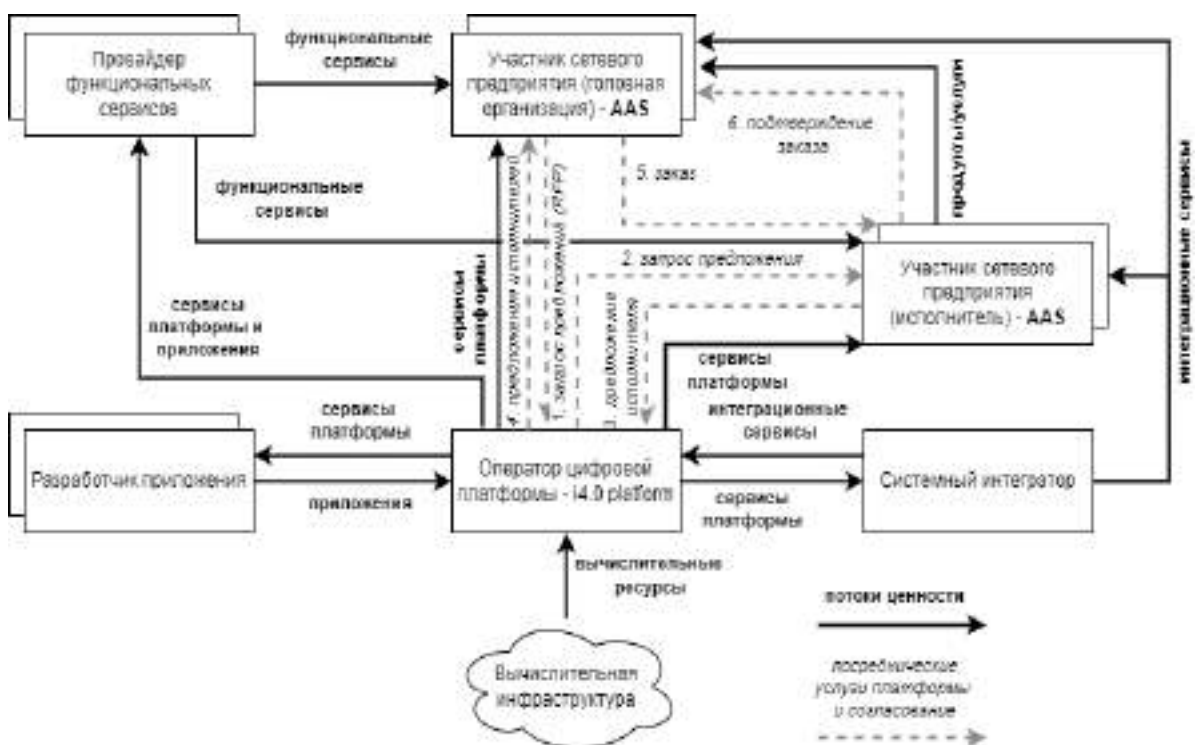 Провайдер
функциональных
сервисов
функциональные
сервисы
Участник сетевого
предприятия (головная
организация) - AAS
6. подтверждение
заказа
продукты/услуги
интеграционные сервисы
5. заказ
функциональные
сервисы
сервисы
платформы
4. предложения исполнителей
1. запрос предложений (RFP)
2. запрос предложения
3. предложение
исполнителя
Участник сетевого
предприятия
(исполнитель) - AAS
сервисы
платформы и
приложения
сервисы
платформы
сервисы
платформы
интеграционные
сервисы
Разработчик приложения
приложения
Оператор цифровой
платформы - i4.0 platform
сервисы
платформы
Системный интегратор
вычислительные
ресурсы
Вычислительная
инфраструктура
потоки ценности
посреднические
услуги платформы
и согласование